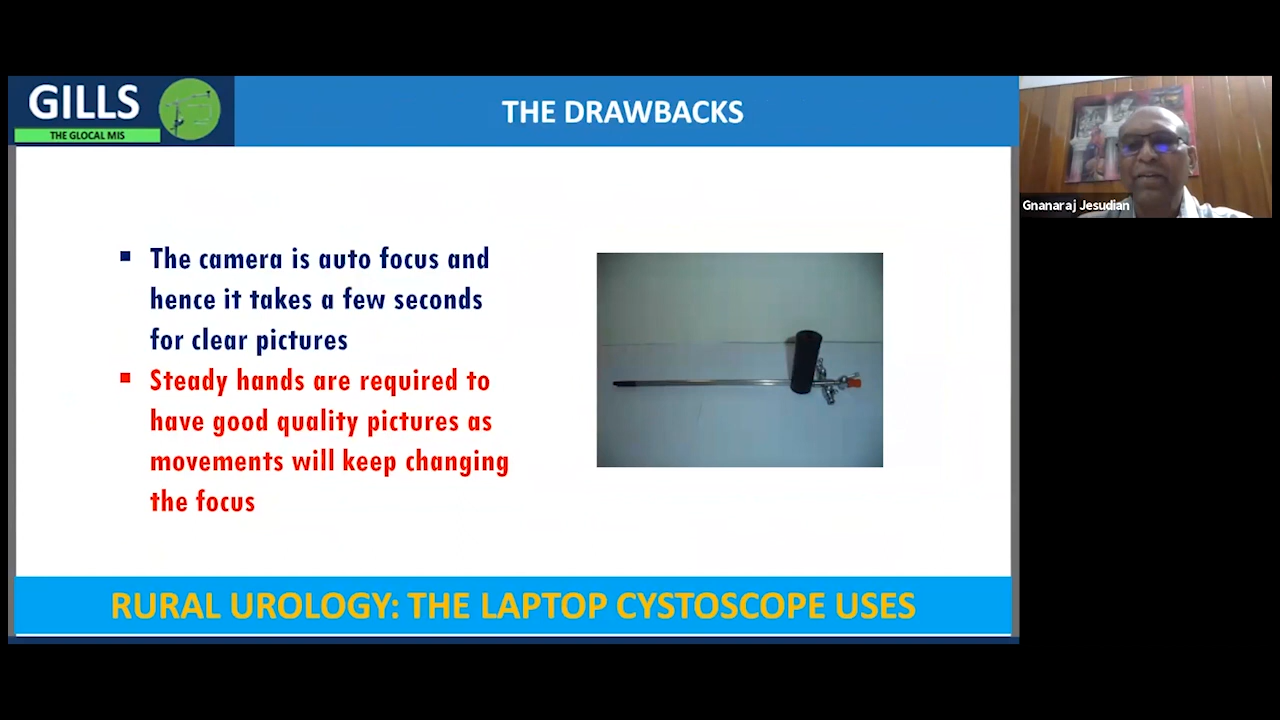 GILLS
THE GLOCAL MIS
THE DRAWBACKS
Gnanaraj Jesudian
The camera is auto focus and
hence it takes a few seconds
for clear pictures
Steady hands are required to
have good quality pictures as
movements will keep changing
the focus
RURAL UROLOGY: THE LAPTOP CYSTOSCOPE USES